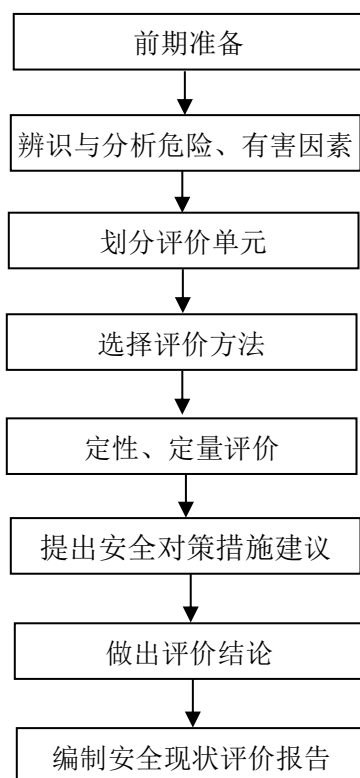 前期准备
辨识与分析危险、有害因素
划分评价单元
选择评价方法
定性、定量评价
提出安全对策措施建议
做出评价结论
编制安全现状评价报告